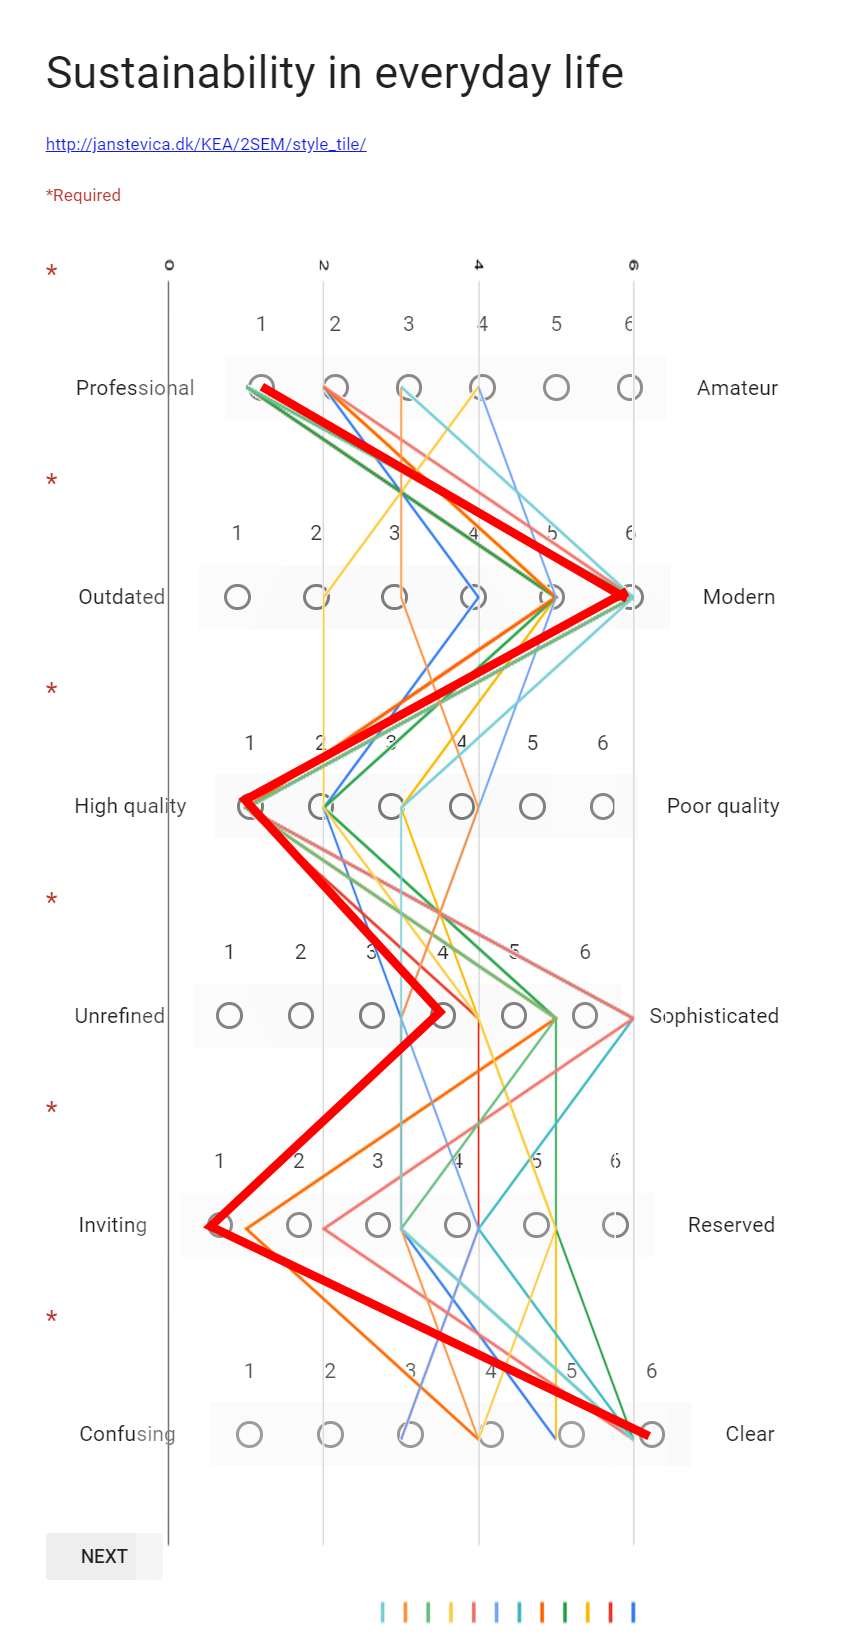 Sustainability in everyday life
http://janstevica.dk/KEA/2SEM/style_tile/
*Required
0 2 4 6
*
1 2 3 4 5 6
Professional Amateur
*
1 2 3 4 5 6
Outdated Modern
*
1 2 3 4 5 6
High quality Poor quality
*
1 2 3 4 5 6
Unrefined Sophisticated
*
1 2 3 4 5 6
Inviting Reserved
*
1 2 3 4 5 6
Confusing Clear
NEXT